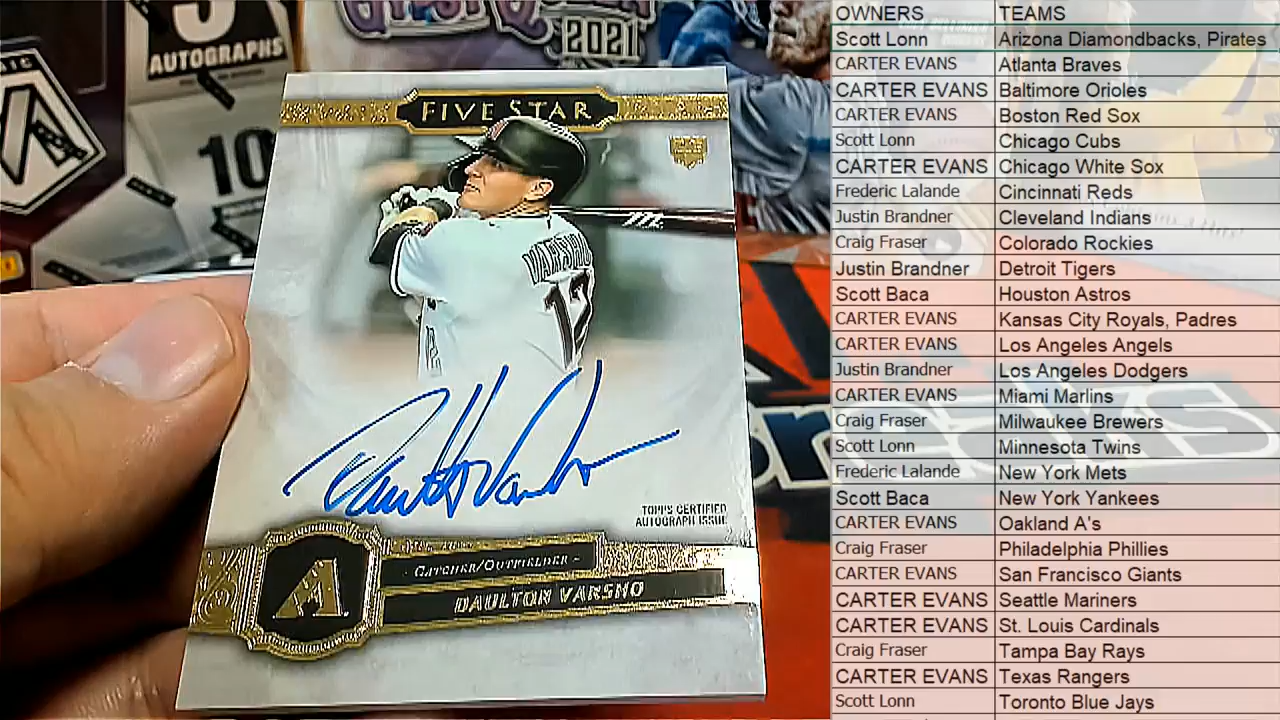 AUTOGRAPHS
10
2021
FIVE STAR
VARSHO
12
Daulton Varsho
TOPPS CERTIFIED
AUTOGRAPH ISSUE
A
CATCHER/OUTFIELDER
DAULTON VARSHO
OWNERS TEAMS
Scott Lonn Arizona Diamondbacks, Pirates
CARTER EVANS Atlanta Braves
CARTER EVANS Baltimore Orioles
CARTER EVANS Boston Red Sox
Scott Lonn Chicago Cubs
CARTER EVANS Chicago White Sox
Frederic Lalande Cincinnati Reds
Justin Brandner Cleveland Indians
Craig Fraser Colorado Rockies
Justin Brandner Detroit Tigers
Scott Baca Houston Astros
CARTER EVANS Kansas City Royals, Padres
CARTER EVANS Los Angeles Angels
Justin Brandner Los Angeles Dodgers
CARTER EVANS Miami Marlins
Craig Fraser Milwaukee Brewers
Scott Lonn Minnesota Twins
Frederic Lalande New York Mets
Scott Baca New York Yankees
CARTER EVANS Oakland A's
Craig Fraser Philadelphia Phillies
CARTER EVANS San Francisco Giants
CARTER EVANS Seattle Mariners
CARTER EVANS St. Louis Cardinals
Craig Fraser Tampa Bay Rays
CARTER EVANS Texas Rangers
Scott Lonn Toronto Blue Jays